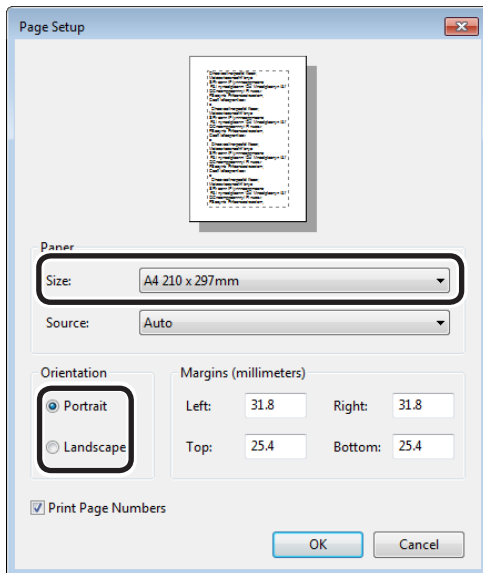 Page Setup
Paper
Size: A4 210 x 297mm
Source: Auto
Orientation
Portrait
Landscape
Margins (millimeters)
Left: 31.8 Right: 31.8
Top: 25.4 Bottom: 25.4
Print Page Numbers
OK Cancel